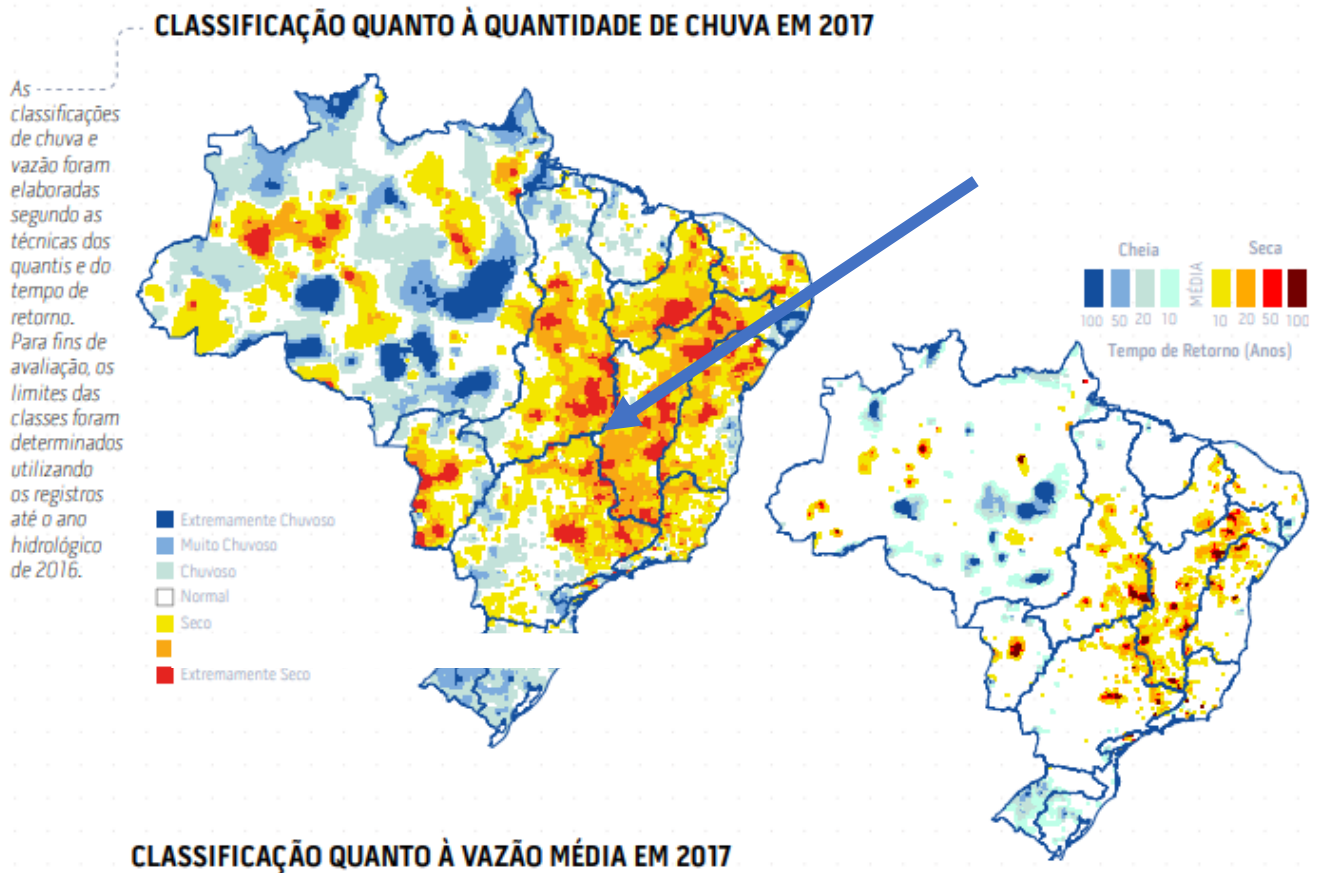 CLASSIFICAÇÃO QUANTO À QUANTIDADE DE CHUVA EM 2017
As
classificações
de chuva e
vazão foram
elaboradas
segundo as
técnicas dos
quantis e do
tempo de
retorno.
Para fins de
avaliação, os
limites das
classes foram
determinados
utilizando
os registros
até o ano
hidrológico
de 2016.
Extremamente Chuvoso
Muito Chuvoso
Chuvoso
Normal
Seco
Extremamente Seco
Cheia
MÉDIA
Seca
100 50 20 10
10 20 50 100
Tempo de Retorno (Anos)
CLASSIFICAÇÃO QUANTO À VAZÃO MÉDIA EM 2017